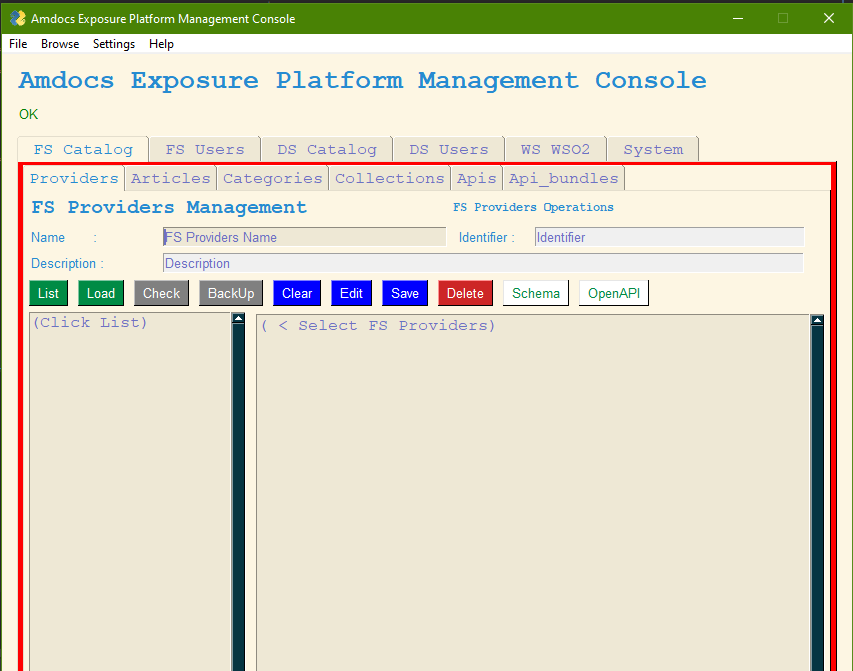 Amdocs Exposure Platform Management Console
File Browse Settings Help
Amdocs Exposure Platform Management Console
OK
FS Catalog FS Users DS Catalog DS Users WS WSO2 System
Providers Articles Categories Collections Apis Api_bundles
FS Providers Management FS Providers Operations
Name : FS Providers Name Identifier : Identifier
Description : Description
List Load Check BackUp Clear Edit Save Delete Schema OpenAPI
(Click List) ( < Select FS Providers)